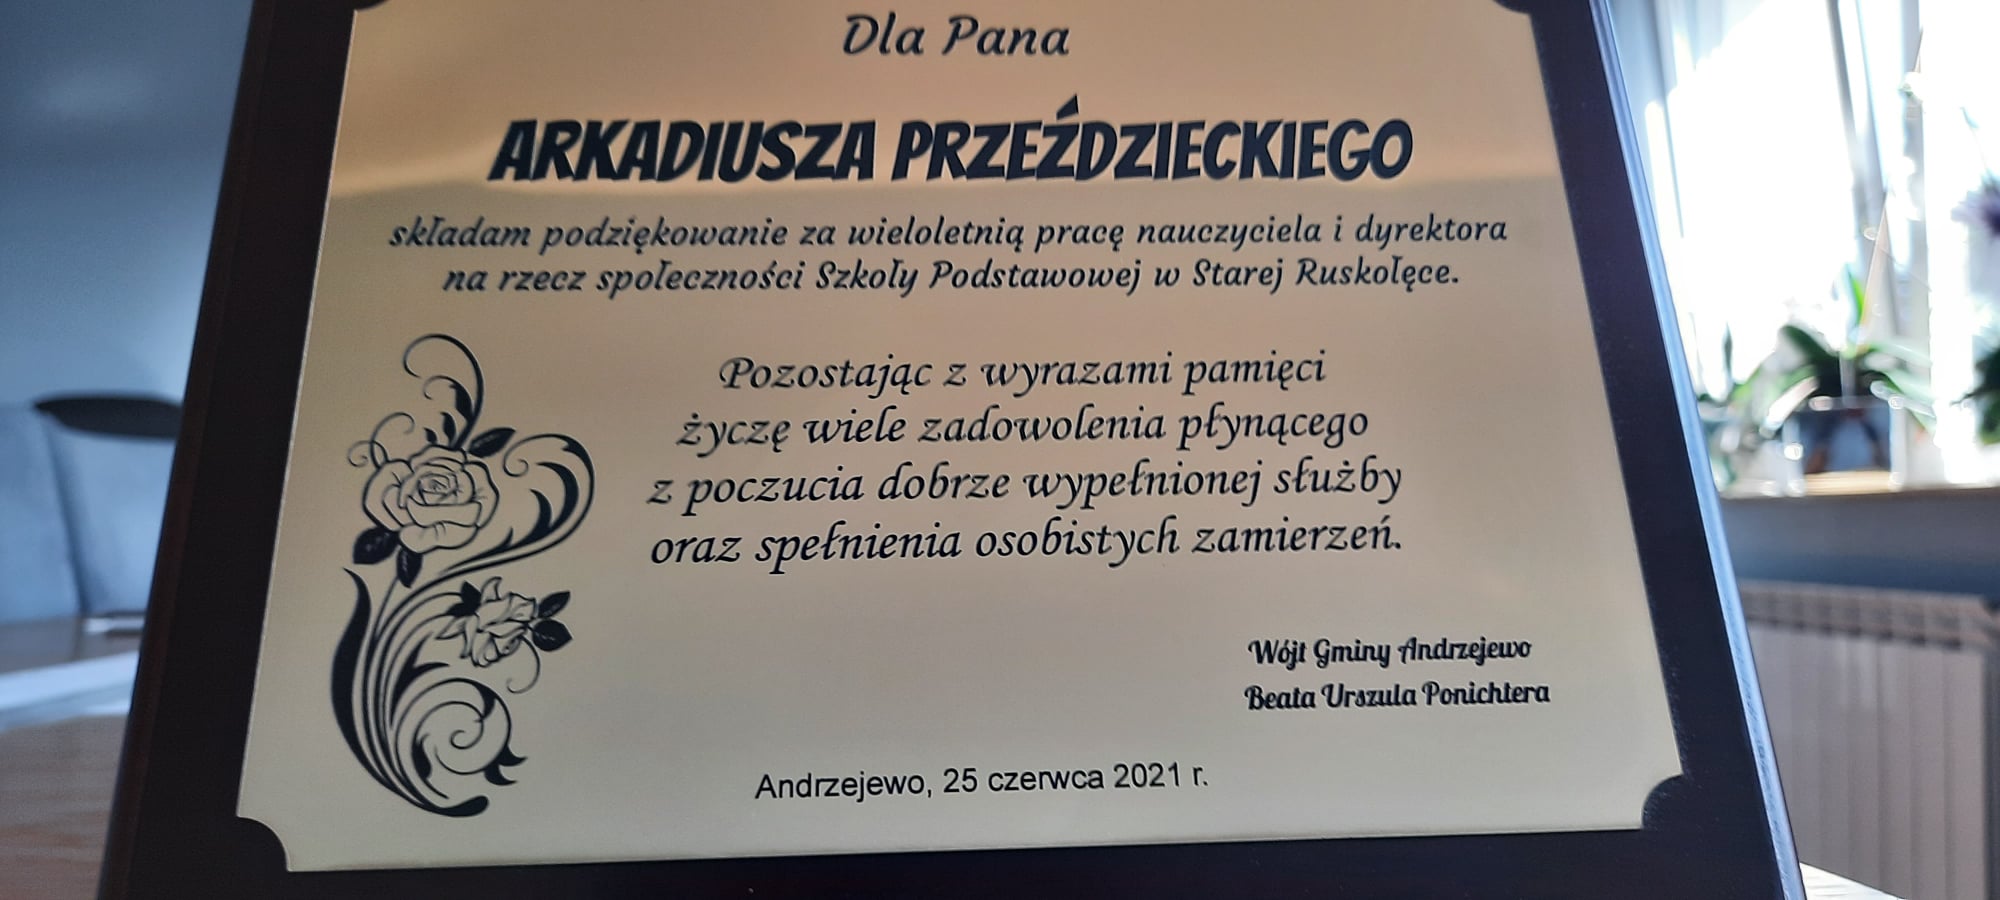 Dla Pana
ARKADIUSZA PRZEŹDZIECKIEGO
składam podziękowanie za wieloletnią pracę nauczyciela i dyrektora
na rzecz społeczności Szkoły Podstawowej w Starej Ruskołęce.
Pozostając z wyrazami pamięci
życzę wiele zadowolenia płynącego
z poczucia dobrze wypełnionej służby
oraz spełnienia osobistych zamierzeń.
Wójt Gminy Andrzejewo
Beata Urszula Ponichtera
Andrzejewo, 25 czerwca 2021 r.